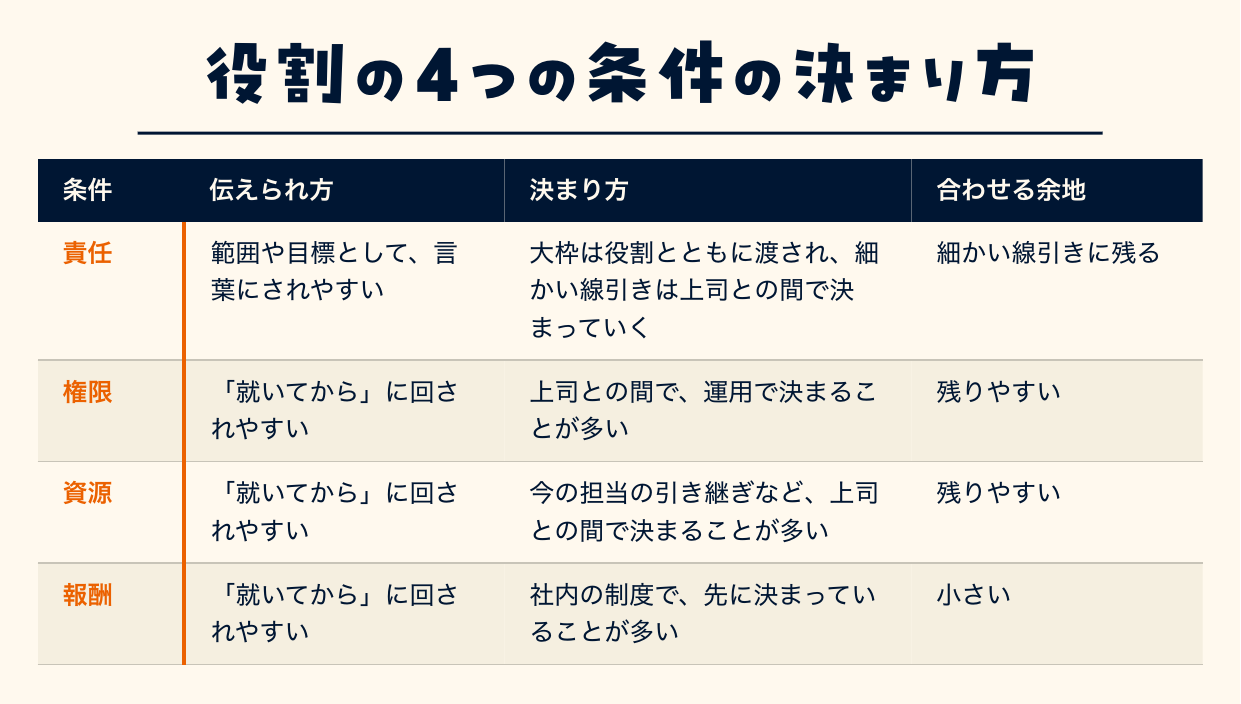 役割の4つの条件の決まり方
条件
伝えられ方
決まり方
合わせる余地
責任
範囲や目標として、言
葉にされやすい
大枠は役割とともに渡され、細
かい線引きは上司との間で決
まっていく
細かい線引きに残る
権限
「就いてから」に回さ
れやすい
上司との間で、運用で決まるこ
とが多い
残りやすい
資源
「就いてから」に回さ
れやすい
今の担当の引き継ぎなど、上司
との間で決まることが多い
残りやすい
報酬
「就いてから」に回さ
れやすい
社内の制度で、先に決まってい
ることが多い
小さい